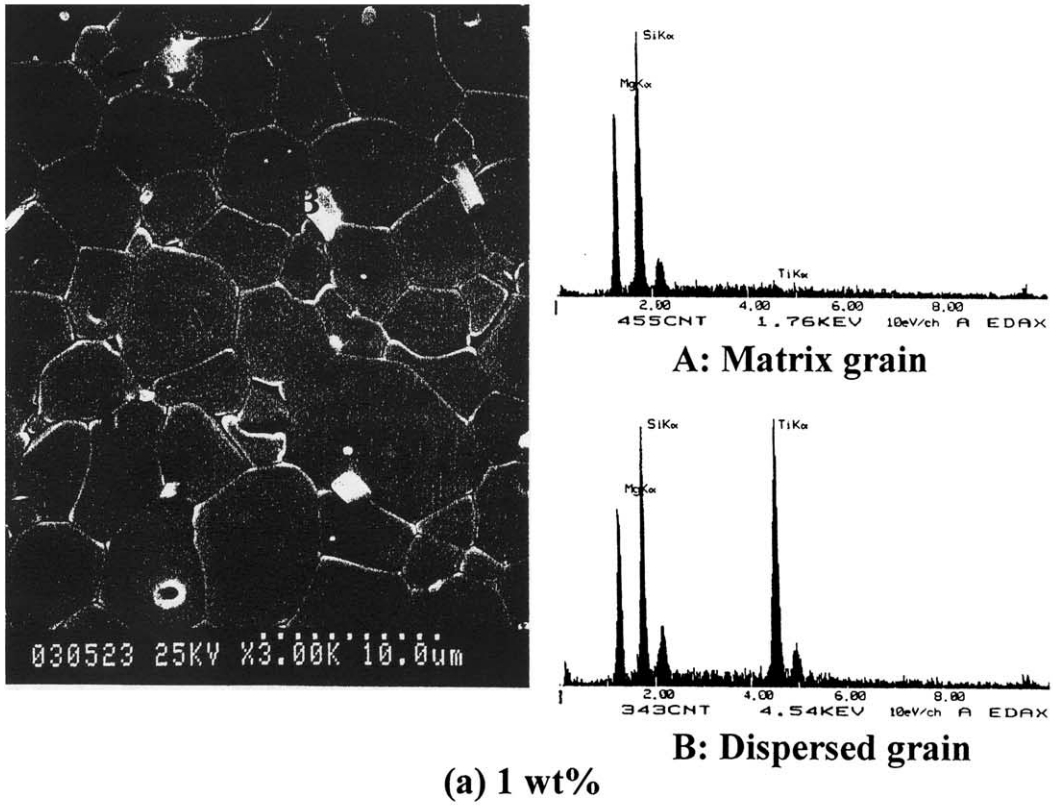 B
030523 25KV X3.00K 10.0um
SiKα
MgKα
TiKα
2.00 4.00 6.00 8.00
455CNT 1.76KEV 10eV/ch A EDAX
A: Matrix grain
SiKα
TiKα
MgKα
2.00 4.00 6.00 8.00
343CNT 4.54KEV 10eV/ch A EDAX
B: Dispersed grain
(a) 1 wt%